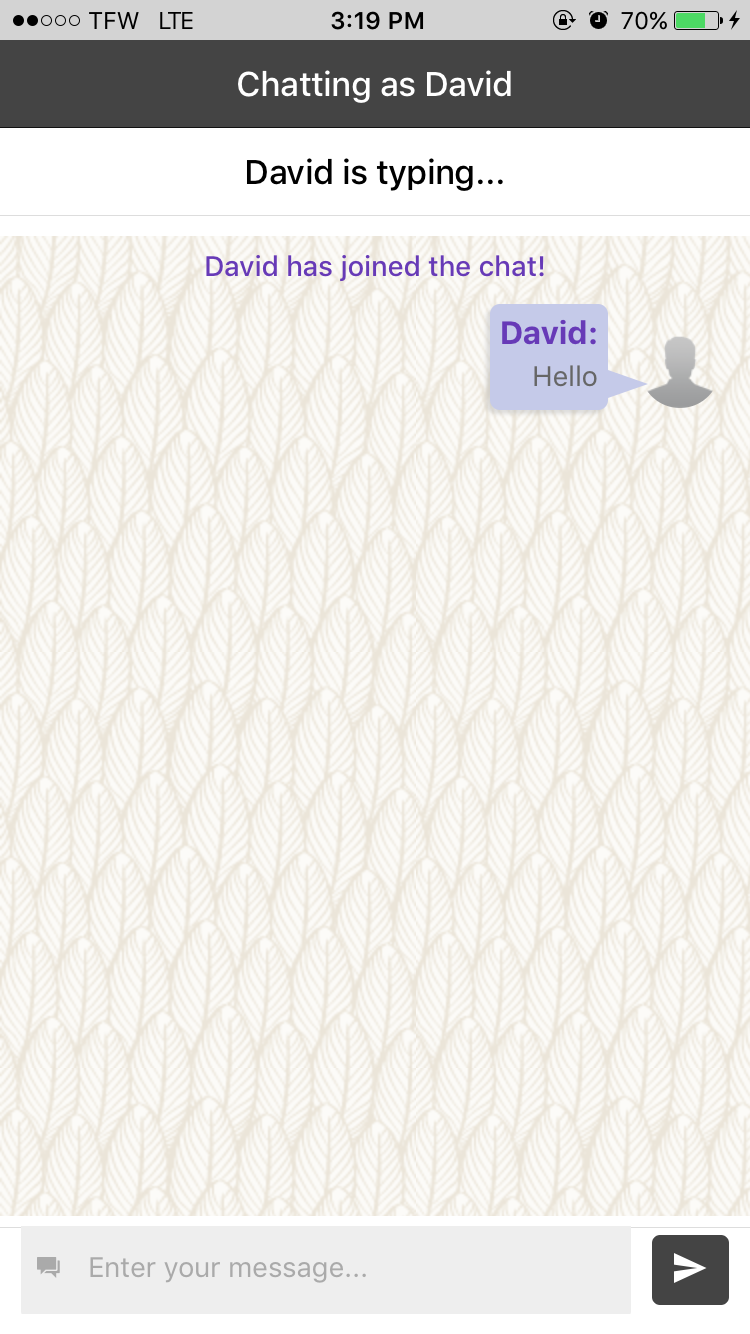 TFW LTE 3:19 PM 70%
Chatting as David
David is typing...
David has joined the chat!
David:
Hello
Enter your message...